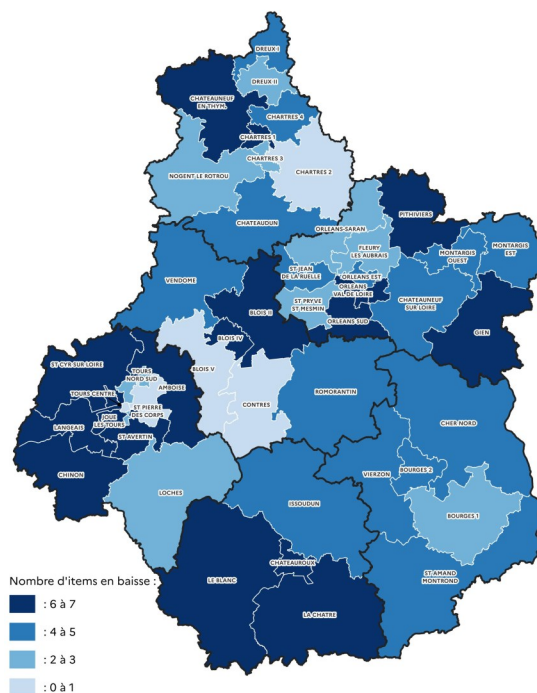 DREUX I
DREUX II
CHATEAUNEUF
EN THYM.
CHARTRES 4
CHARTRES 1
CHARTRES 3
CHARTRES 2
NOGENT LE ROTROU
CHATEAUDUN
ORLEANS-SARAN
PITHIVIERS
FLEURY
LES AUBRAIS
MONTARGIS
OUEST
MONTARGIS
EST
VENDOME
ST JEAN
DE LA RUELLE
ORLEANS EST
ORLEANS
VAL DE LOIRE
ST PRYVE
ST MESMIN
ORLEANS SUD
CHATEAUNEUF
SUR LOIRE
BLOIS II
GIEN
BLOIS IV
ST CYR SUR LOIRE
TOURS
NORD SUD
AMBOISE
BLOIS V
TOURS CENTRE
CONTRES
ROMORANTIN
ST PIERRE
DES CORPS
JOUE
LES TOURS
LANGEAIS
ST AVERTIN
CHER NORD
CHINON
LOCHES
VIERZON
BOURGES 2
ISSOUDUN
BOURGES 1
CHATEAUROUX
ST AMAND
MONTROND
LE BLANC
LA CHATRE
Nombre d'items en baisse :
: 6 à 7
: 4 à 5
: 2 à 3
: 0 à 1